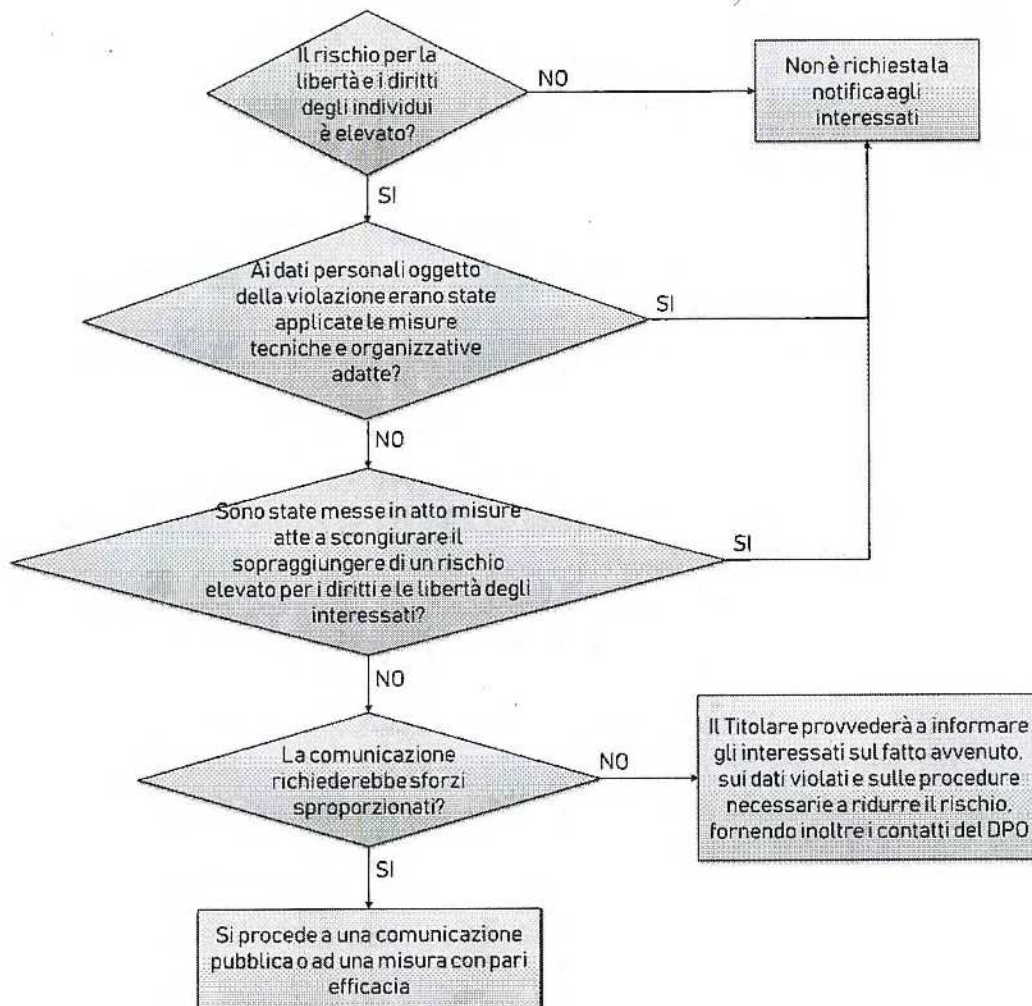 Il rischio per la
libertà e i diritti
degli individui
è elevato?
NO
Non è richiesta la
notifica agli
interessati
SI
Ai dati personali oggetto
della violazione erano state
applicate le misure
tecniche e organizzative
adatte?
SI
NO
Sono state messe in atto misure
atte a scongiurare il
sopraggiungere di un rischio
elevato per i diritti e le libertà degli
interessati?
SI
NO
La comunicazione
richiederebbe sforzi
sproporzionati?
NO
Il Titolare provvederà a informare
gli interessati sul fatto avvenuto,
sui dati violati e sulle procedure
necessarie a ridurre il rischio,
fornendo inoltre i contatti del DPO
SI
Si procede a una comunicazione
pubblica o ad una misura con pari
efficacia